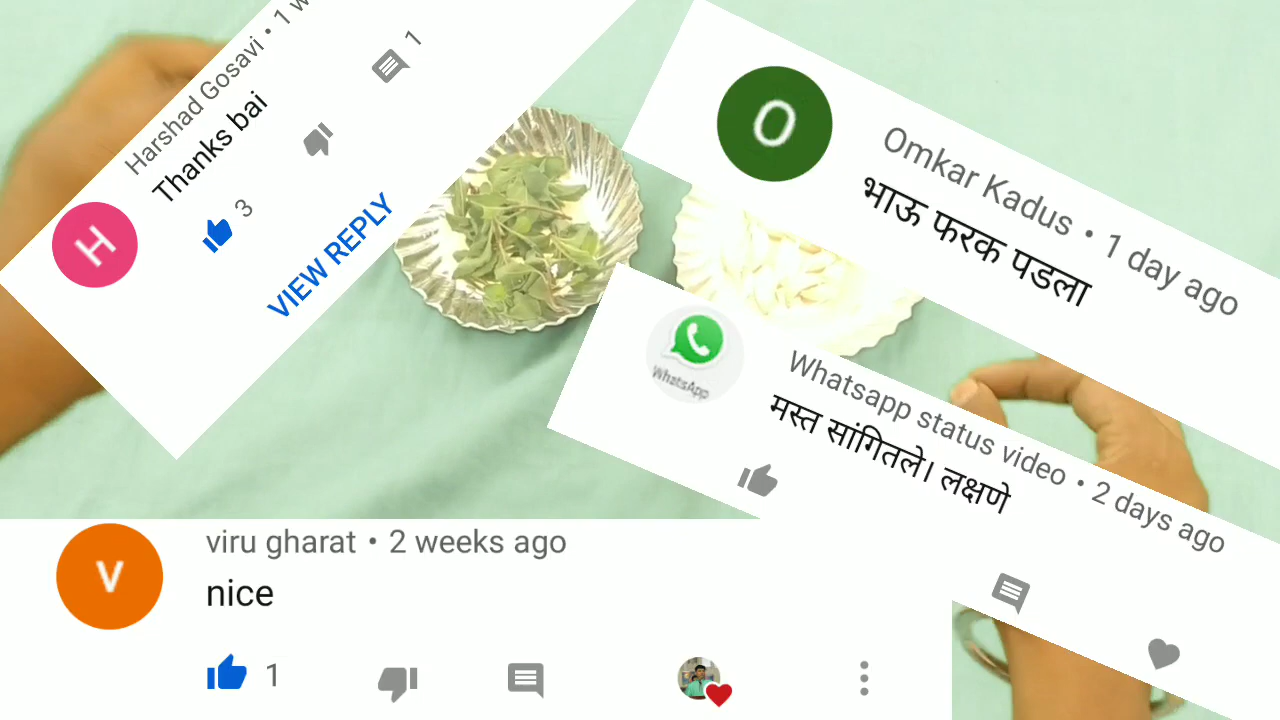 Harshad Gosavi • 1 w
Thanks bai
3
1
VIEW REPLY
O
Omkar Kadus • 1 day ago
भाऊ फरक पडला
H
WhatsApp
Whatsapp status video • 2 days ago
मस्त सांगितले। लक्षणे
V
viru gharat • 2 weeks ago
nice
1